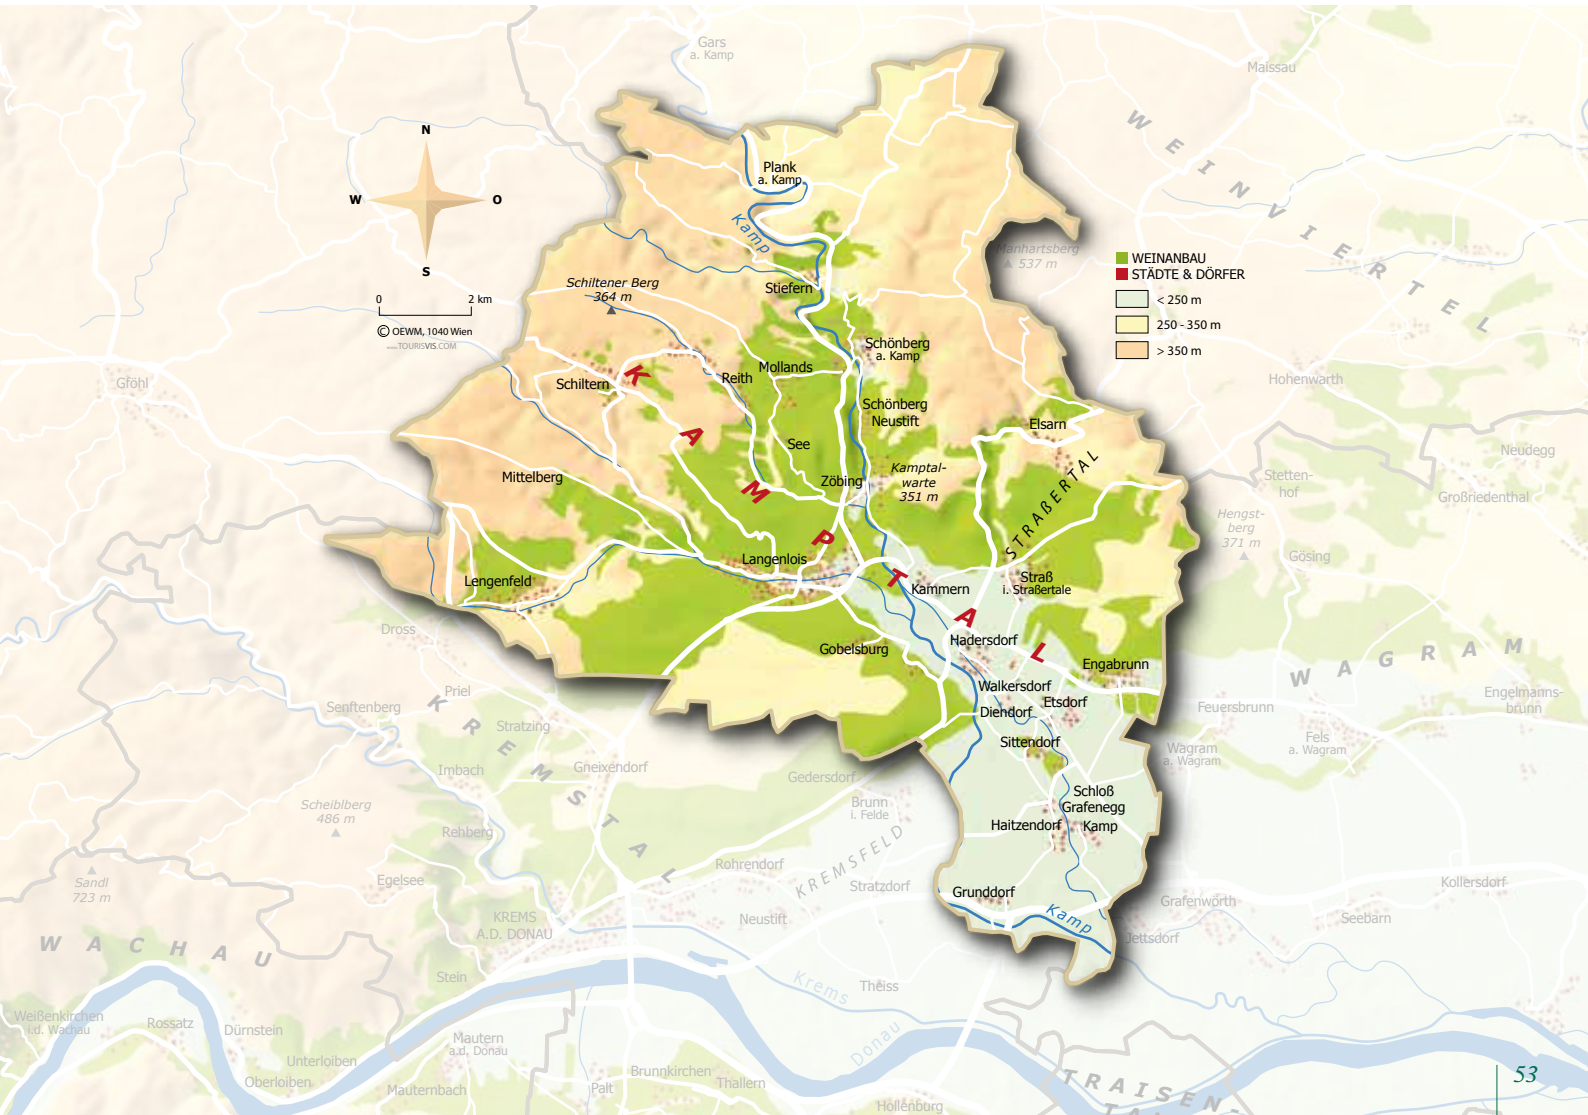 Gars
a. Kamp
Maissau
WEINVIERTEL
N
W
O
S
0
2 km
© OEWM, 1040 Wien
www.TOURISVIS.COM
Plank
a. Kamp
Kamp
Manhartsberg
537 m
WEINANBAU
STÄDTE & DÖRFER
< 250 m
250 - 350 m
> 350 m
Schiltener Berg
364 m
Stiefern
Schönberg
a. Kamp
Mollands
Reith
Schiltern
KAMPTAL
Gföhl
Hohenwarth
Schönberg
Neustift
Elsarn
See
STRAßERTAL
Neudegg
Mittelberg
Zöbing
Kamptal-
warte
351 m
Stetten-
hof
Großriedenthal
Hengst-
berg
371 m
Gösing
Langenlois
Lengenfeld
Kammern
Straß
i. Straßertale
Dross
Gobelsburg
Hadersdorf
Engabrunn
WAGRAM
Priel
Senftenberg
KREMSTAL
Stratzing
Walkersdorf
Etsdorf
Diendorf
Feuersbrunn
Engelmanns-
brunn
Fels
a. Wagram
Wagram
a. Wagram
Sittendorf
Imbach
Gneixendorf
Gedersdorf
Schloß
Grafenegg
Scheiblberg
486 m
Brunn
i. Felde
Haitzendorf
Kamp
Rehberg
KREMSFELD
Rohrendorf
Sandl
723 m
Egelsee
Stratzdorf
Grunddorf
Kollersdorf
Grafenwörth
Seebarn
KREMS
A.D. DONAU
Neustift
Kamp
Jettsdorf
WACHAU
Stein
Krems
Theiss
Weißenkirchen
i.d. Wachau
Rossatz
Dürnstein
Mautern
a.d. Donau
Donau
Unterloiben
Oberloiben
Mauternbach
Palt
Brunnkirchen
Thallern
Hollenburg
TRAISEN-
TAL
53